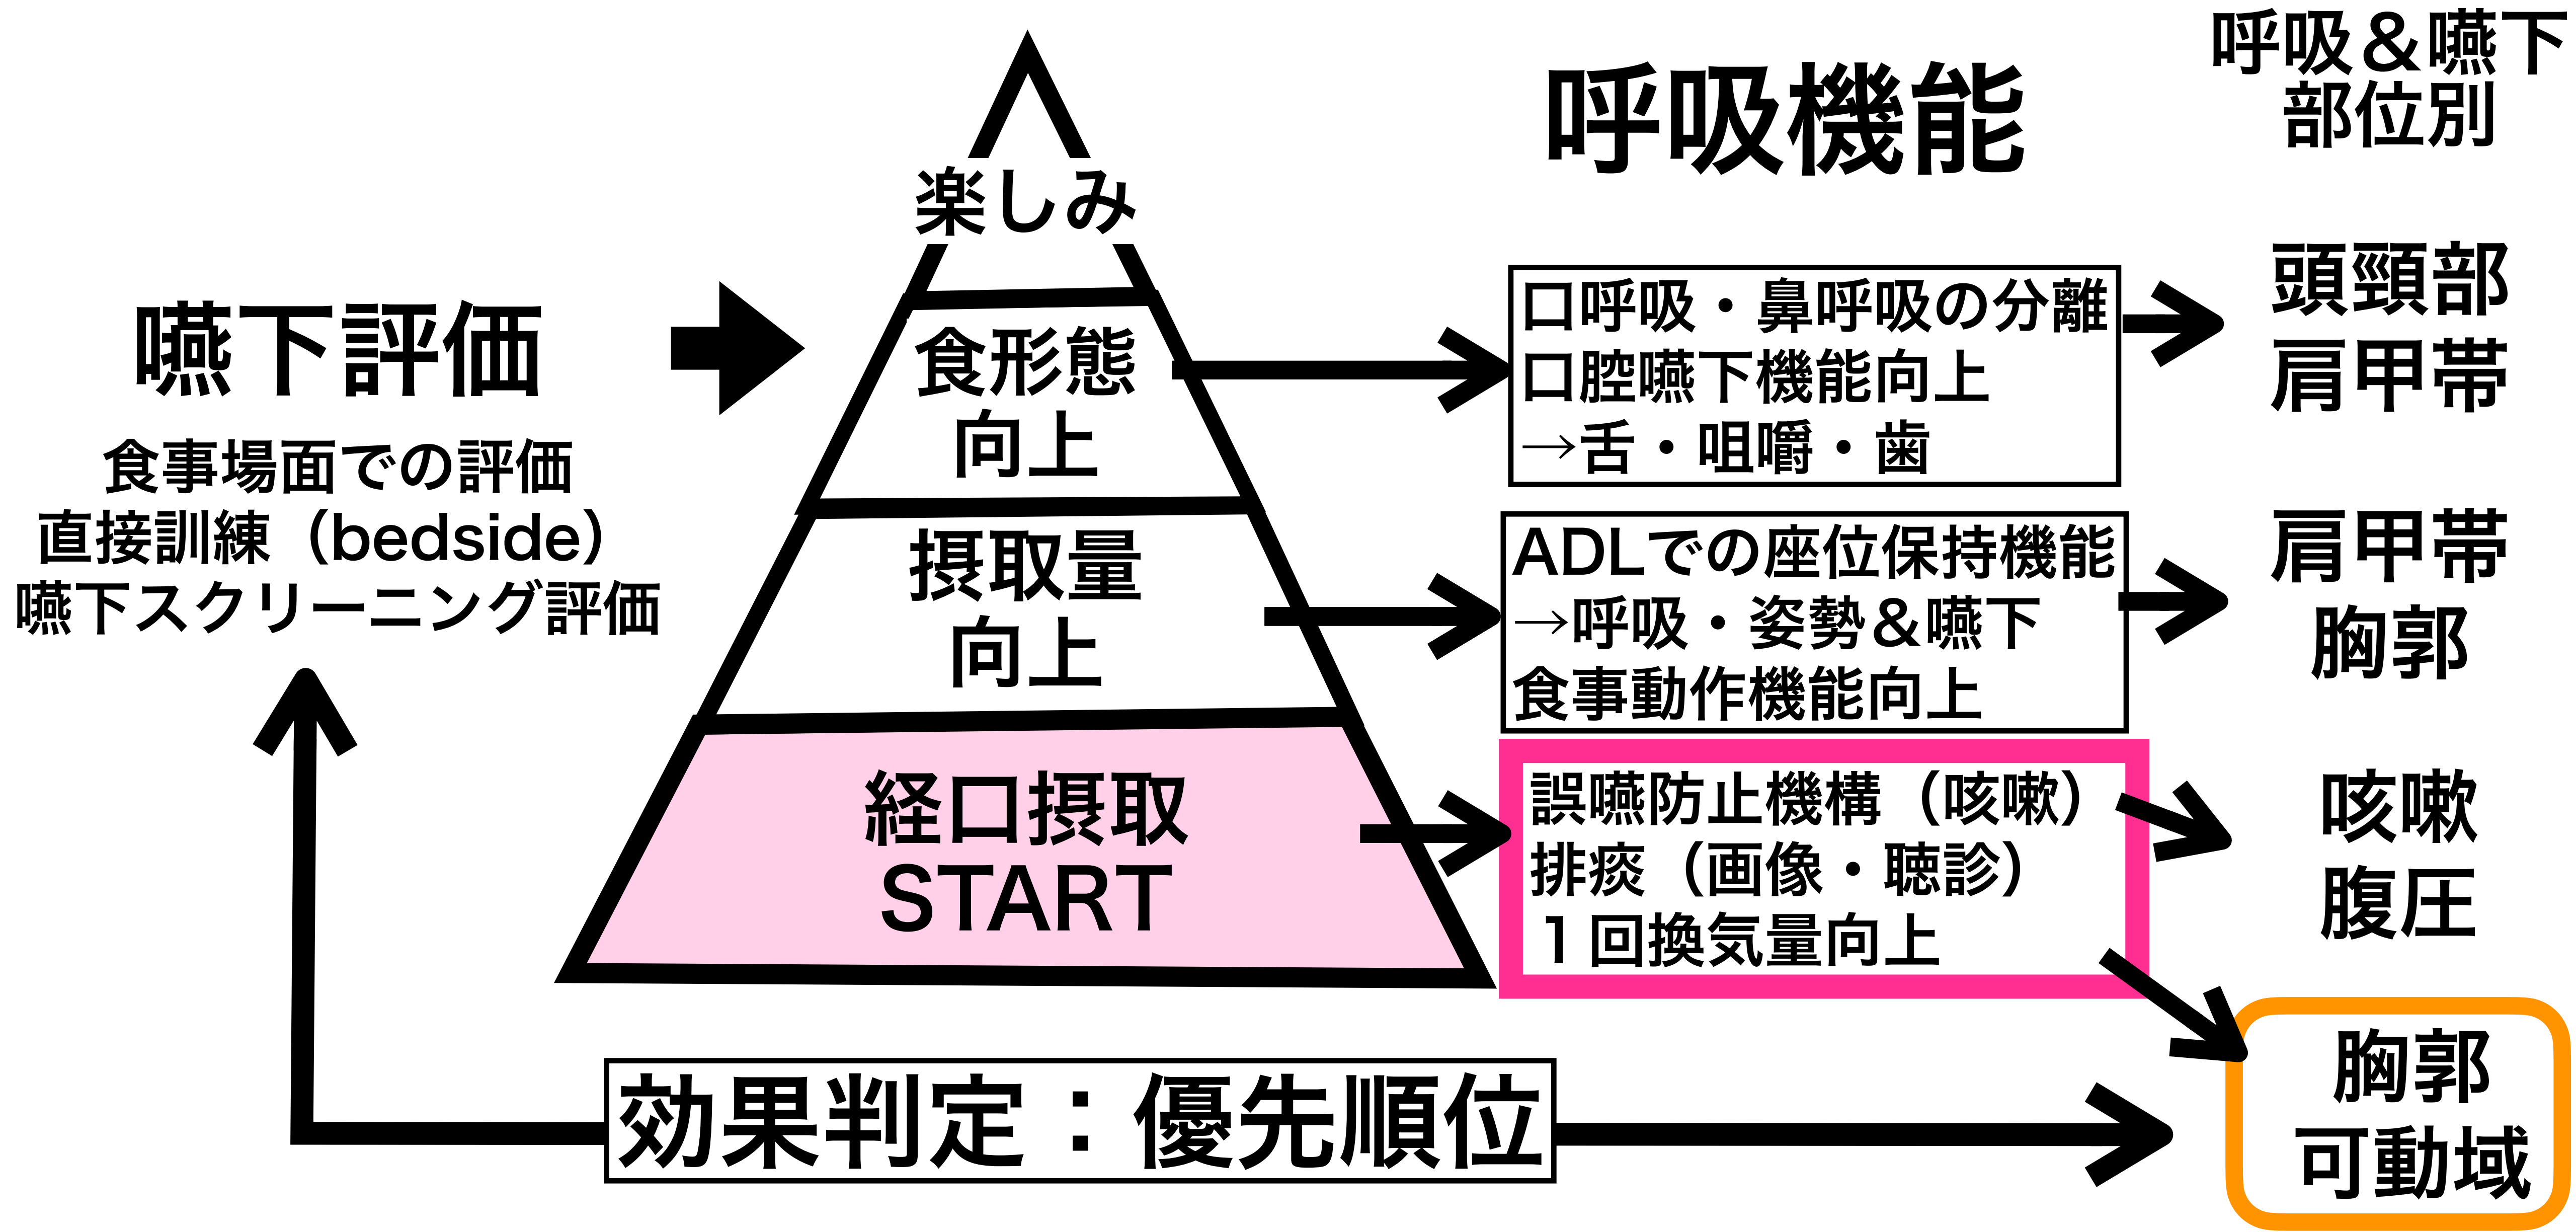 呼吸＆嚥下
部位別
呼吸機能
楽しみ
嚥下評価
食事場面での評価
直接訓練（bedside）
嚥下スクリーニング評価
食形態
向上
口呼吸・鼻呼吸の分離
口腔嚥下機能向上
→舌・咀嚼・歯
頭頸部
肩甲帯
摂取量
向上
ADLでの座位保持機能
→呼吸・姿勢＆嚥下
食事動作機能向上
肩甲帯
胸郭
経口摂取
START
誤嚥防止機構（咳嗽）
排痰（画像・聴診）
１回換気量向上
咳嗽
腹圧
胸郭
可動域
効果判定：優先順位